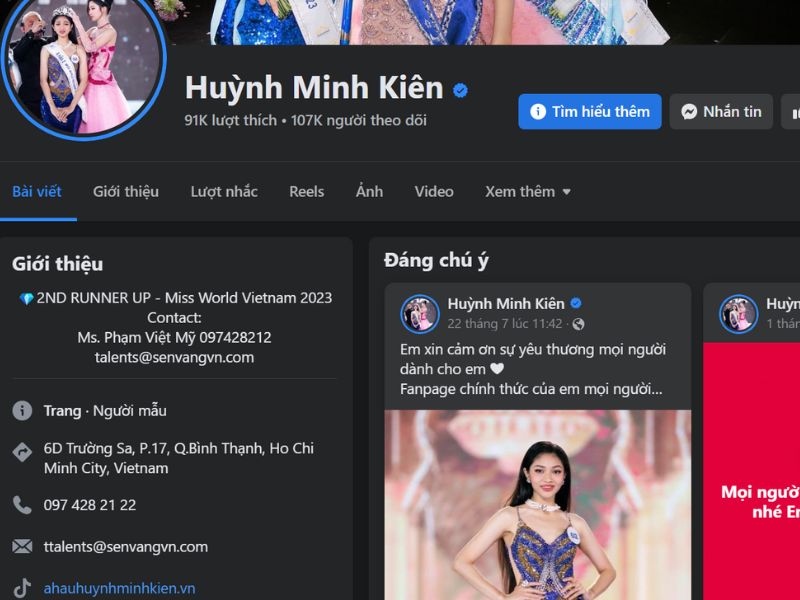 Huỳnh Minh Kiên
91K lượt thích • 107K người theo dõi
Tìm hiểu thêm
Nhắn tin
Bài viết
Giới thiệu
Lượt nhắc
Reels
Ảnh
Video
Xem thêm
Giới thiệu
2ND RUNNER UP - Miss World Vietnam 2023
Contact:
Ms. Phạm Việt Mỹ 097428212
talents@senvangvn.com
Trang · Người mẫu
6D Trường Sa, P.17, Q.Bình Thạnh, Ho Chi
Minh City, Vietnam
097 428 21 22
ttalents@senvangvn.com
ahauhuynhminhkien.vn
Đáng chú ý
Huỳnh Minh Kiên
22 tháng 7 lúc 11:42 ·
Em xin cảm ơn sự yêu thương mọi người
dành cho em
Fanpage chính thức của em mọi người...
Mọi ngườ
nhé Er